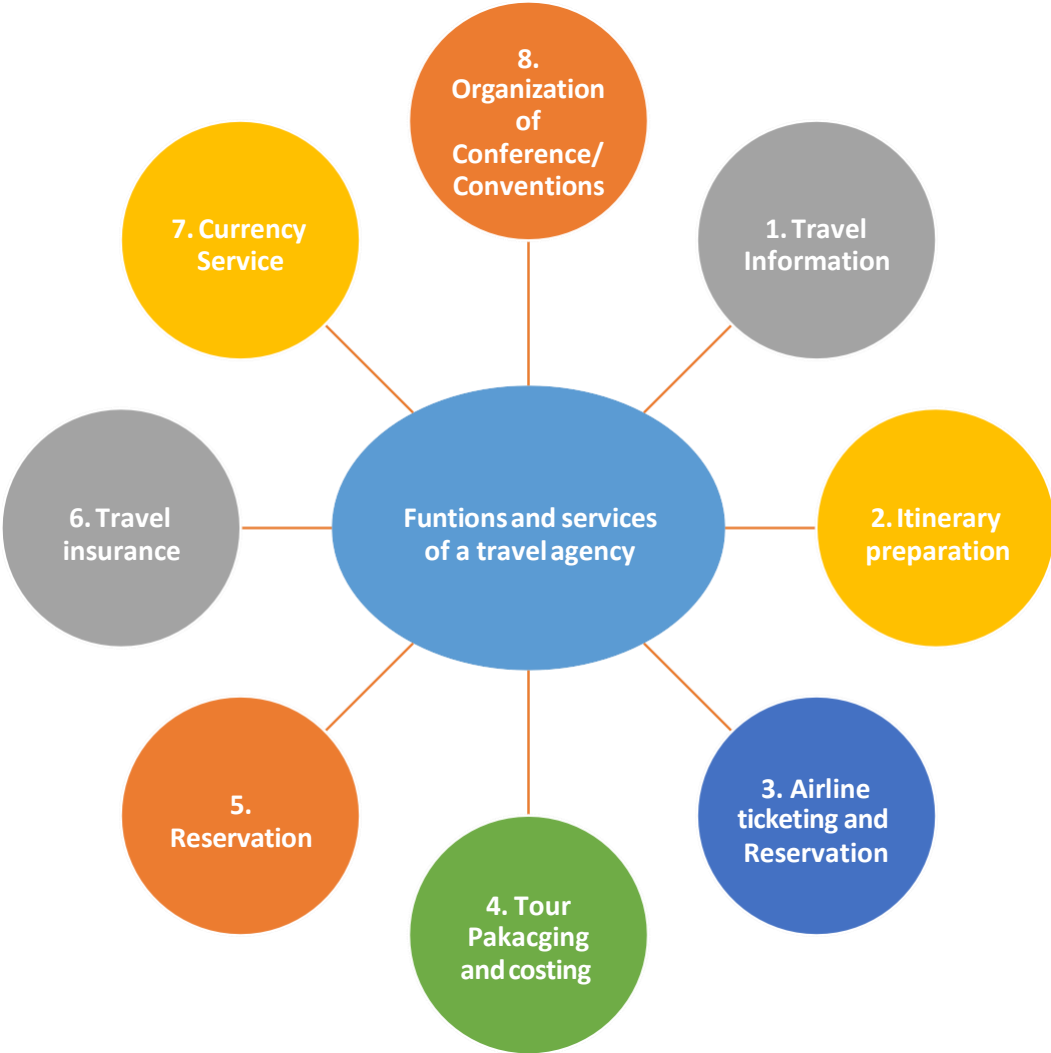 8.
Organization
of
Conference/
Conventions
7. Currency
Service
1. Travel
Information
6. Travel
insurance
Funtions and services
of a travel agency
2. Itinerary
preparation
5.
Reservation
3. Airline
ticketing and
Reservation
4. Tour
Pakacging
and costing